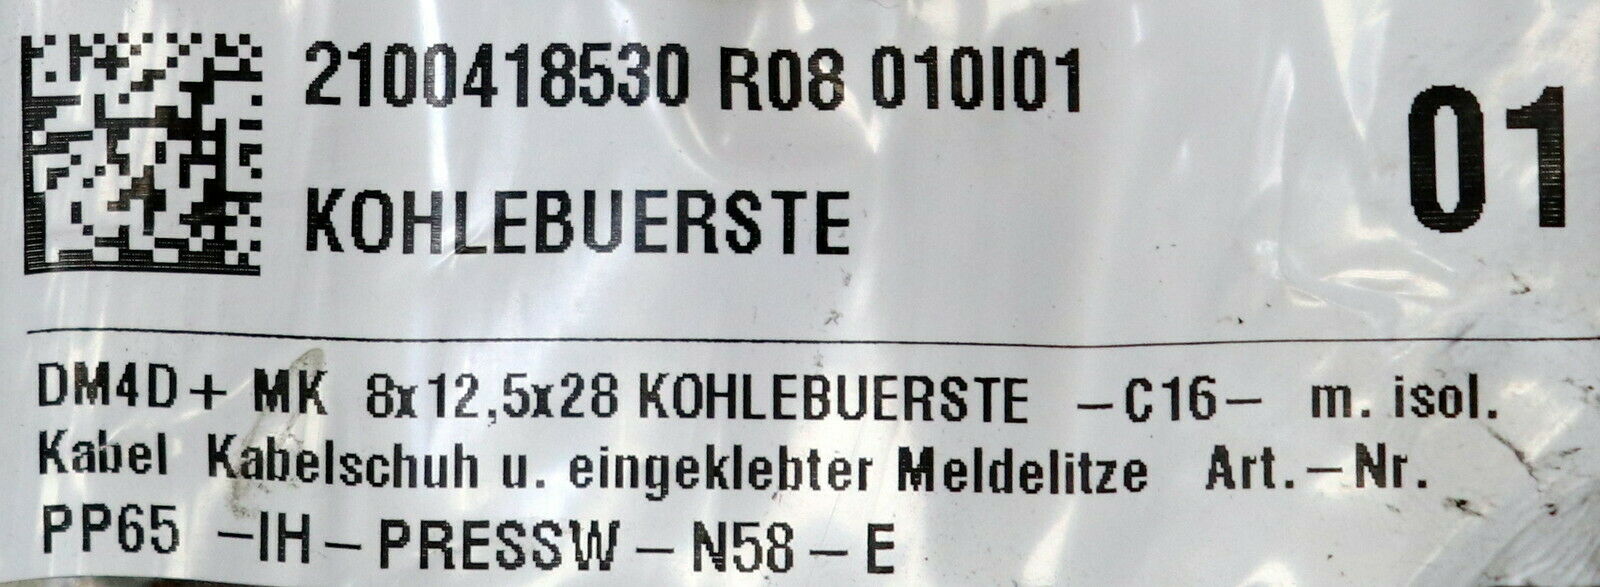 2100418530 R08 010I01
01
KOHLEBUERSTE
DM4D+ MK 8x12,5x28 KOHLEBUERSTE -C16- m. isol.
Kabel Kabelschuh u. eingeklebter Meldelitze Art.-Nr.
PP65 -IH-PRESSW-N58-E